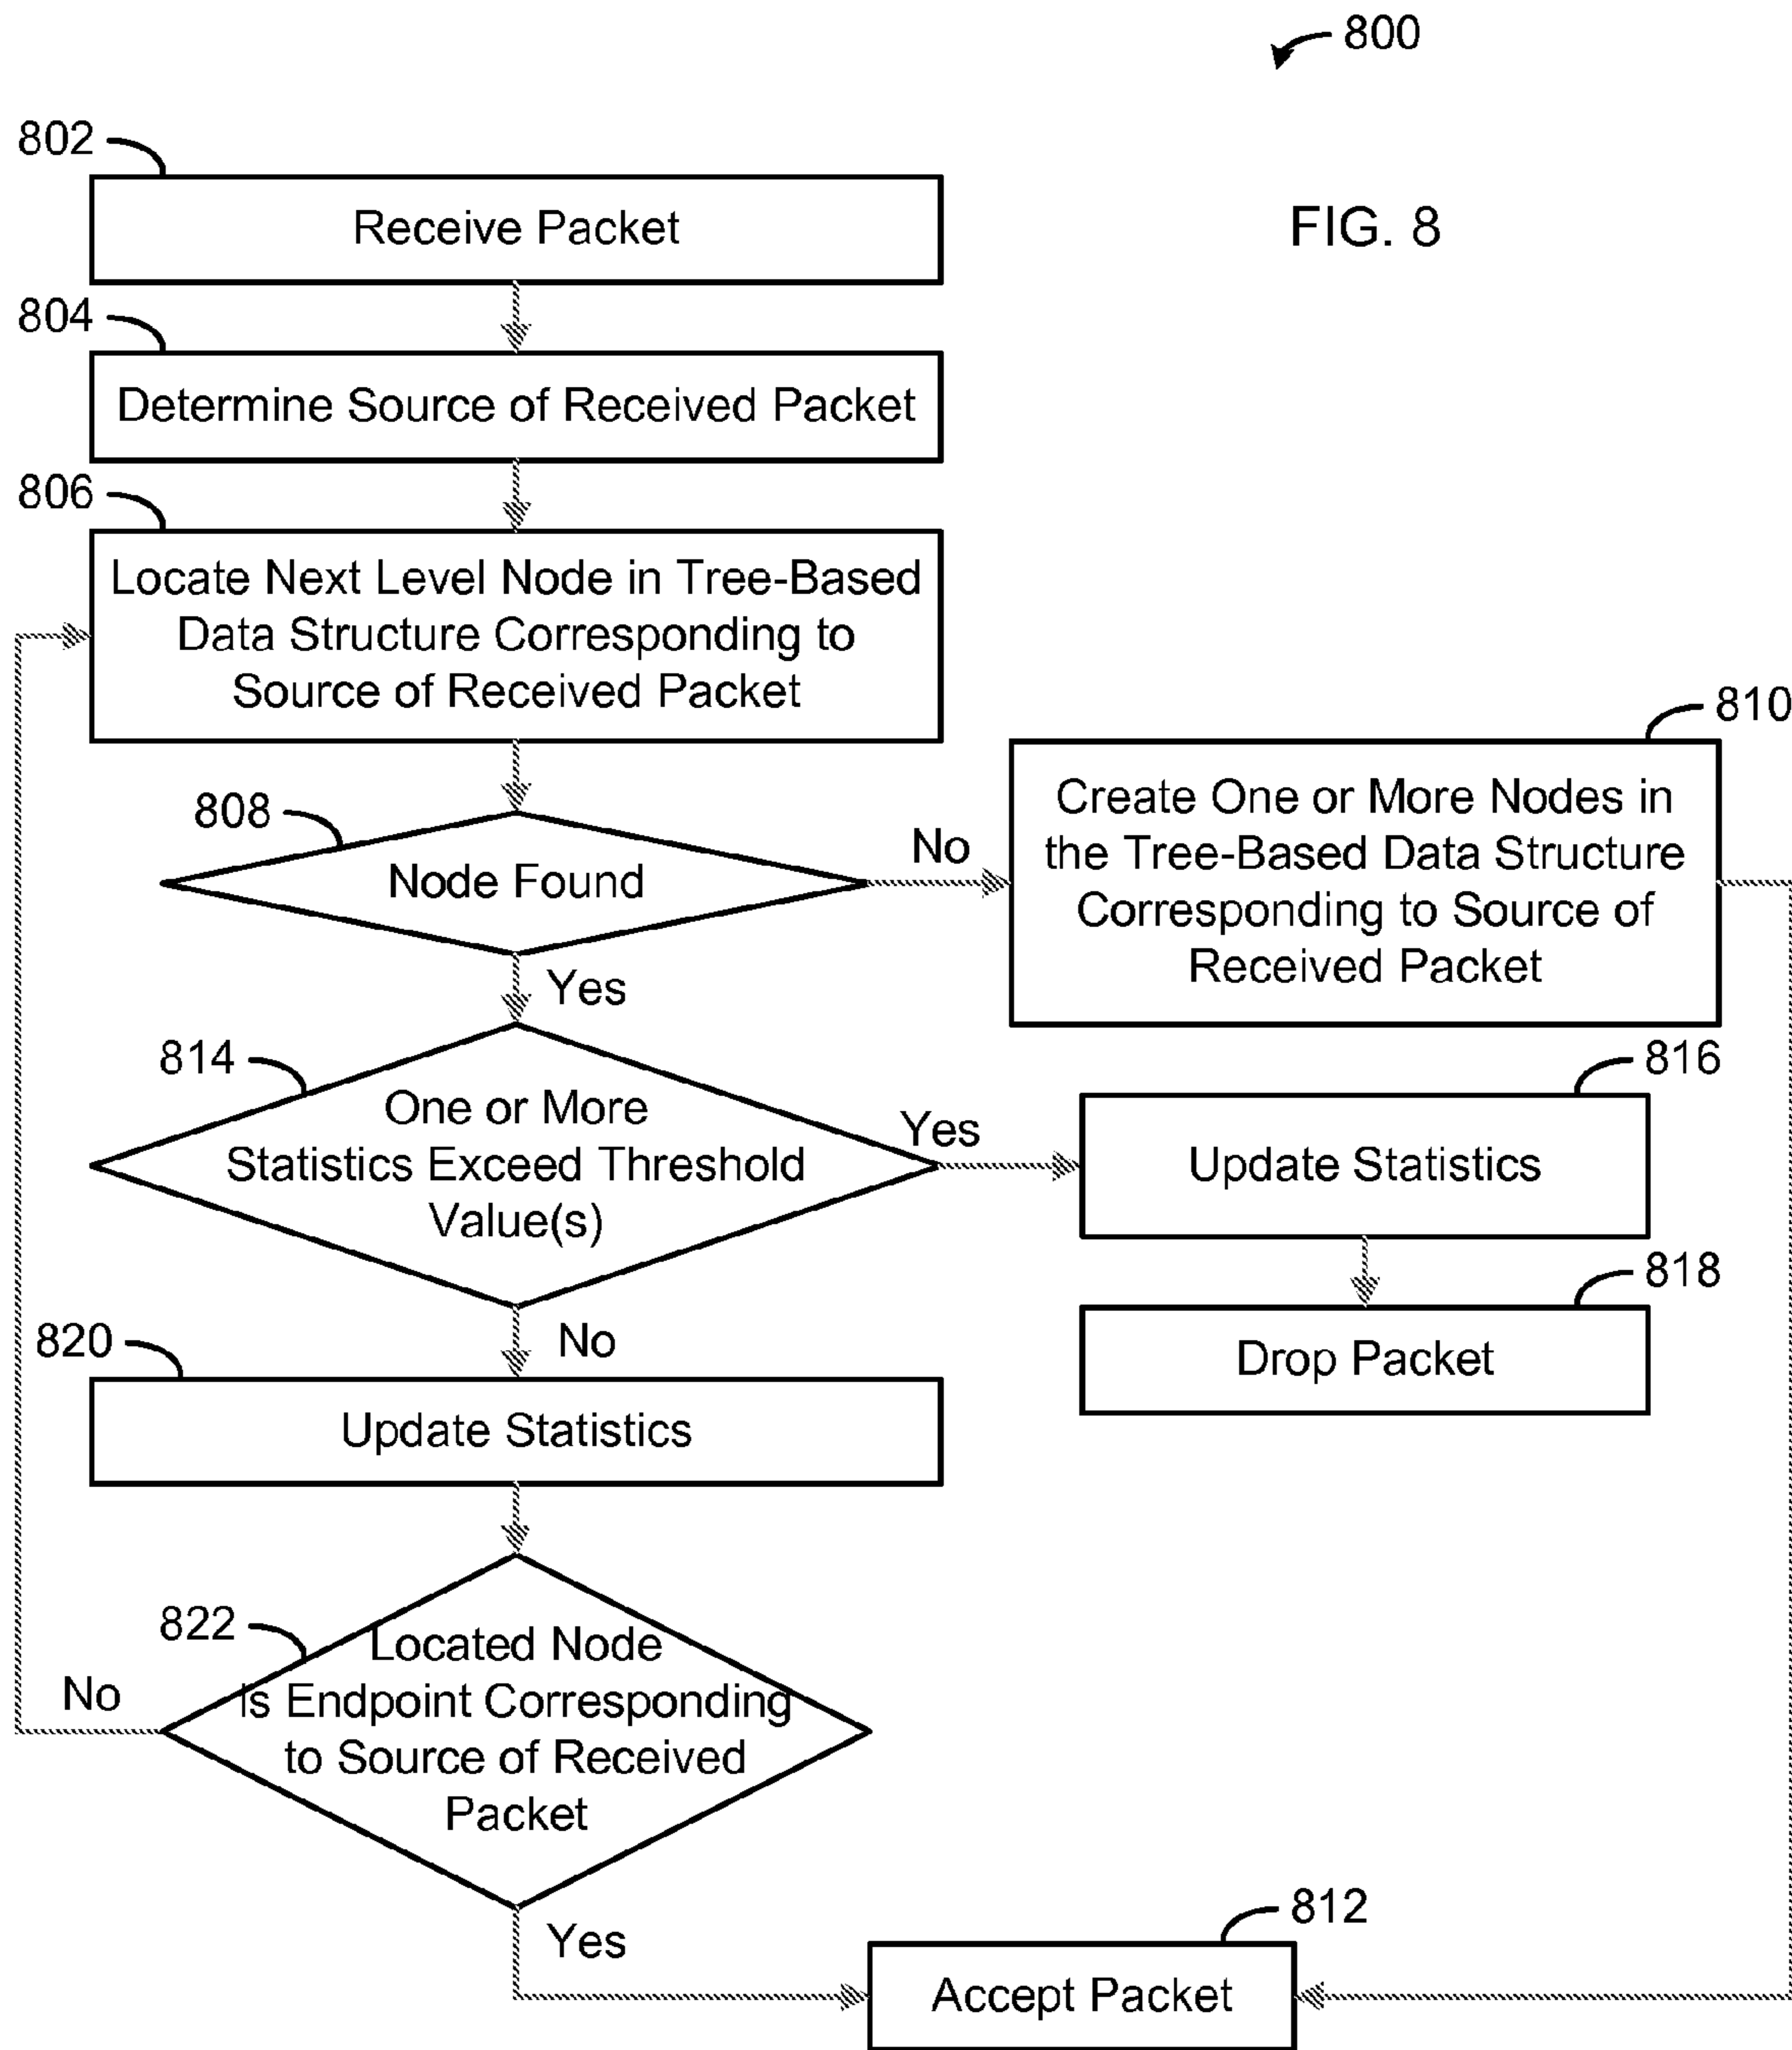 800
802
Receive Packet
FIG. 8
804
Determine Source of Received Packet
806
Locate Next Level Node in Tree-Based
Data Structure Corresponding to
Source of Received Packet
810
Create One or More Nodes in
the Tree-Based Data Structure
Corresponding to Source of
Received Packet
808
Node Found
No
Yes
814
One or More
Statistics Exceed Threshold
Value(s)
Yes
816
Update Statistics
818
Drop Packet
No
820
Update Statistics
822
Located Node
Is Endpoint Corresponding
to Source of Received
Packet
No
Yes
812
Accept Packet